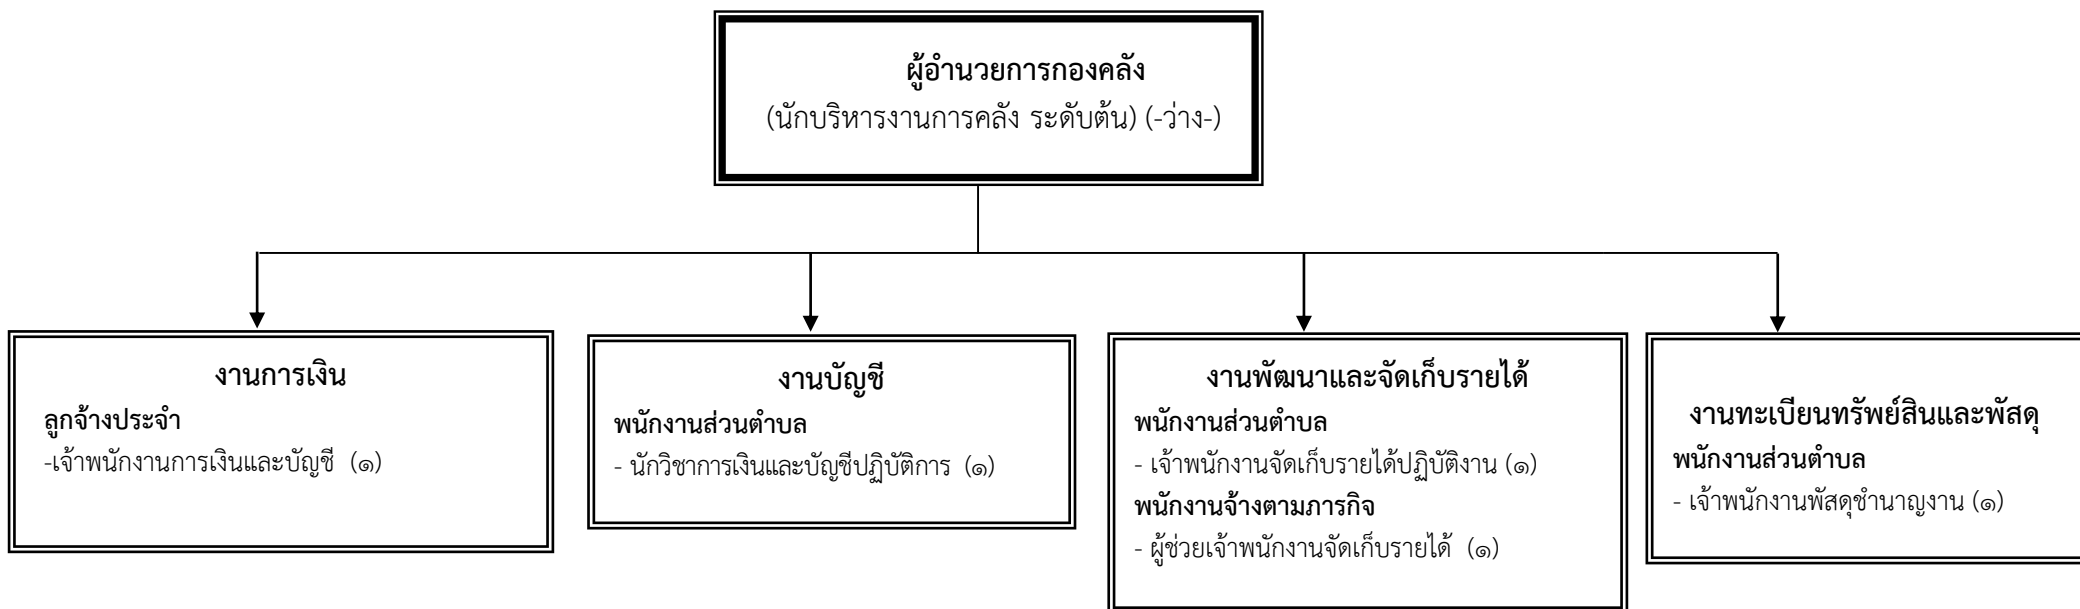 ผู้อำนวยการกองคลัง
(นักบริหารงานการคลัง ระดับต้น) (-ว่าง-)
งานการเงิน
ลูกจ้างประจำ
-เจ้าพนักงานการเงินและบัญชี (๑)
งานบัญชี
พนักงานส่วนตำบล
- นักวิชาการเงินและบัญชีปฏิบัติการ (๑)
งานพัฒนาและจัดเก็บรายได้
พนักงานส่วนตำบล
- เจ้าพนักงานจัดเก็บรายได้ปฏิบัติงาน (๑)
พนักงานจ้างตามภารกิจ
- ผู้ช่วยเจ้าพนักงานจัดเก็บรายได้ (๑)
งานทะเบียนทรัพย์สินและพัสดุ
พนักงานส่วนตำบล
- เจ้าพนักงานพัสดุชำนาญงาน (๑)